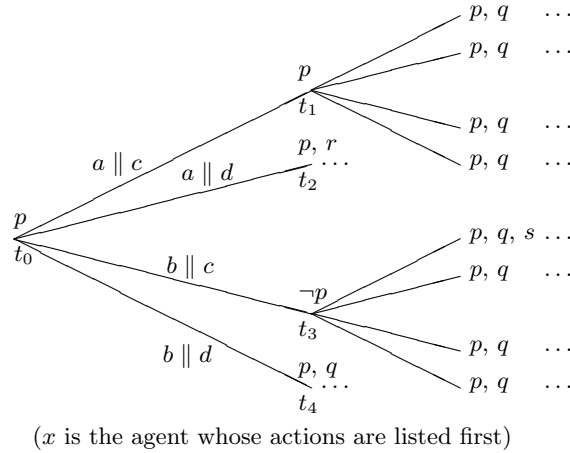 p, q ...
p, q ...
p
t1
p, q ...
a ∥ c
p, r
a ∥ d
... 
t2
p, q ...
p
t0
p, q, s ...
b ∥ c
p, q ...
¬p
t3
b ∥ d
p, q ...
p, q
...
t4
p, q ...
(x is the agent whose actions are listed first)